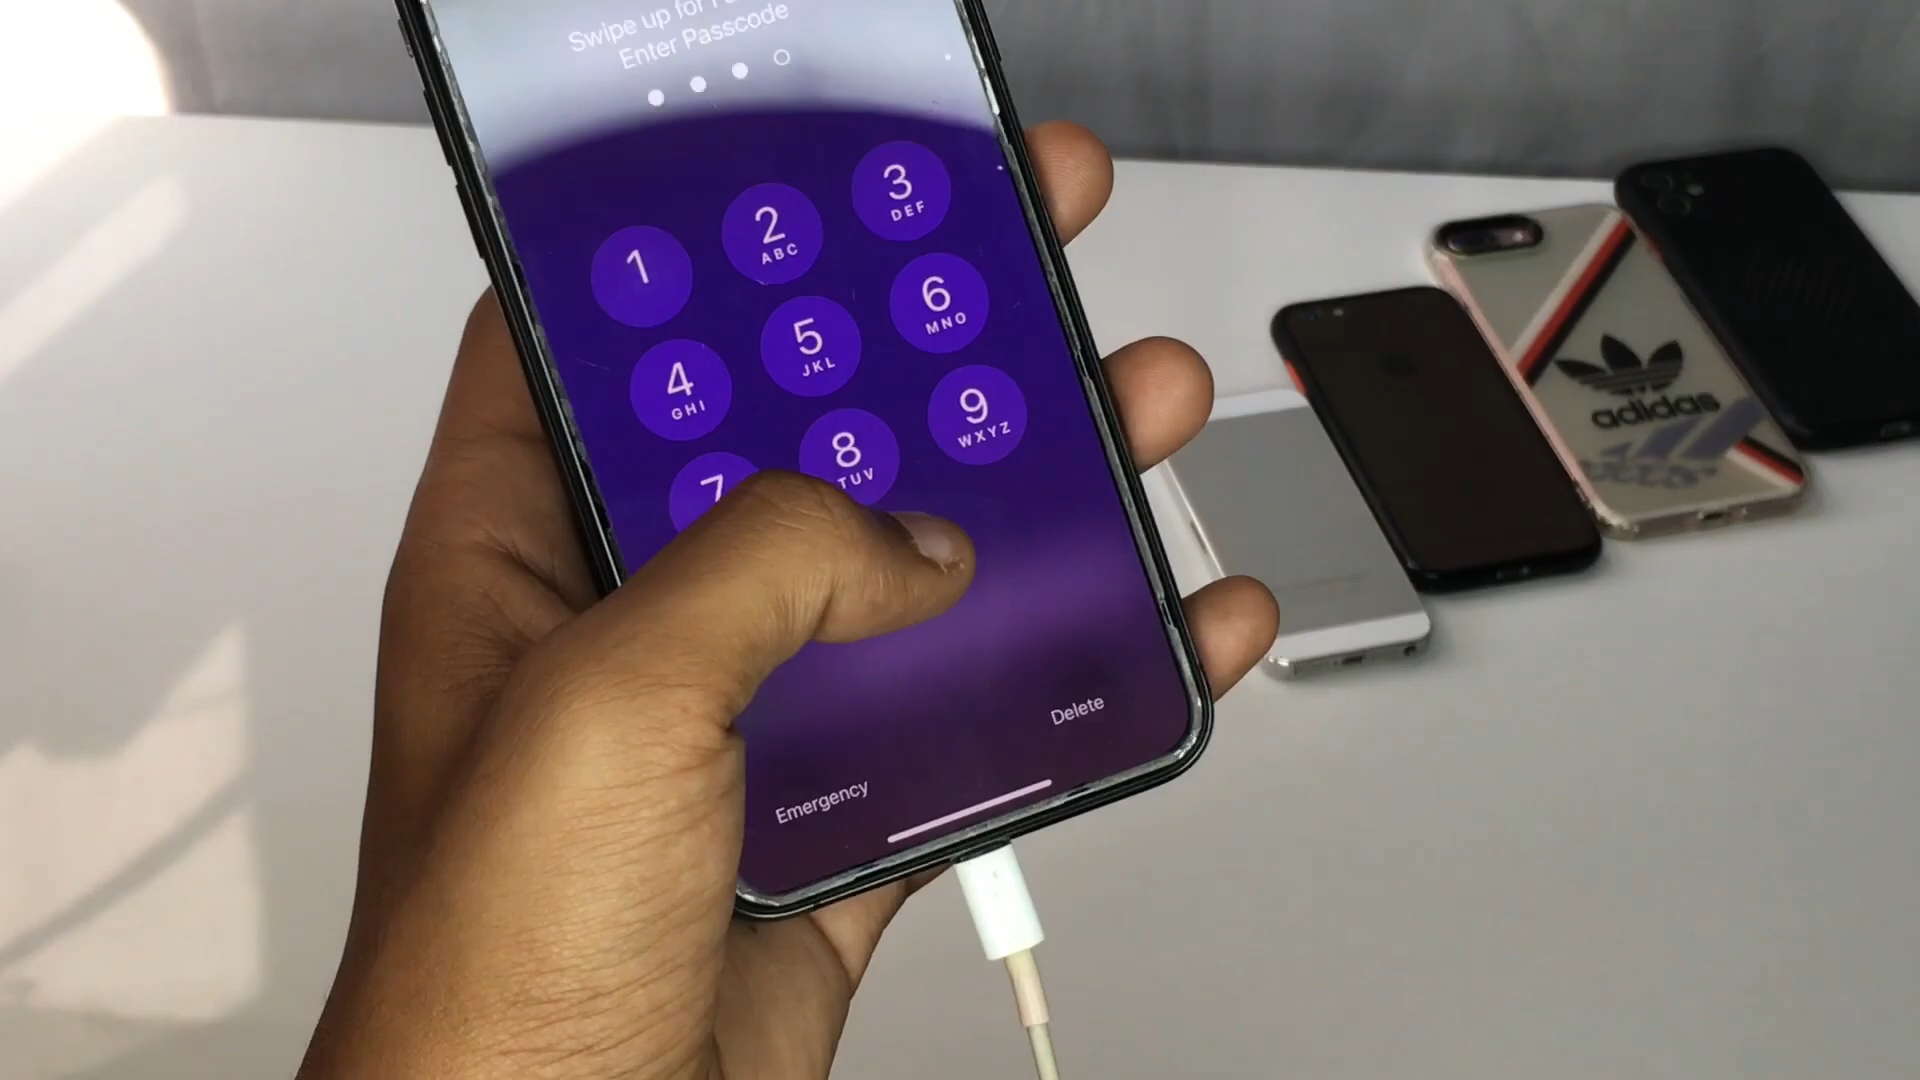 Swipe up for
Enter Passcode
1
2
ABC
3
DEF
4
GHI
5
JKL
6
MNO
7
8
TUV
9
WXYZ
Emergency
Delete
adidas